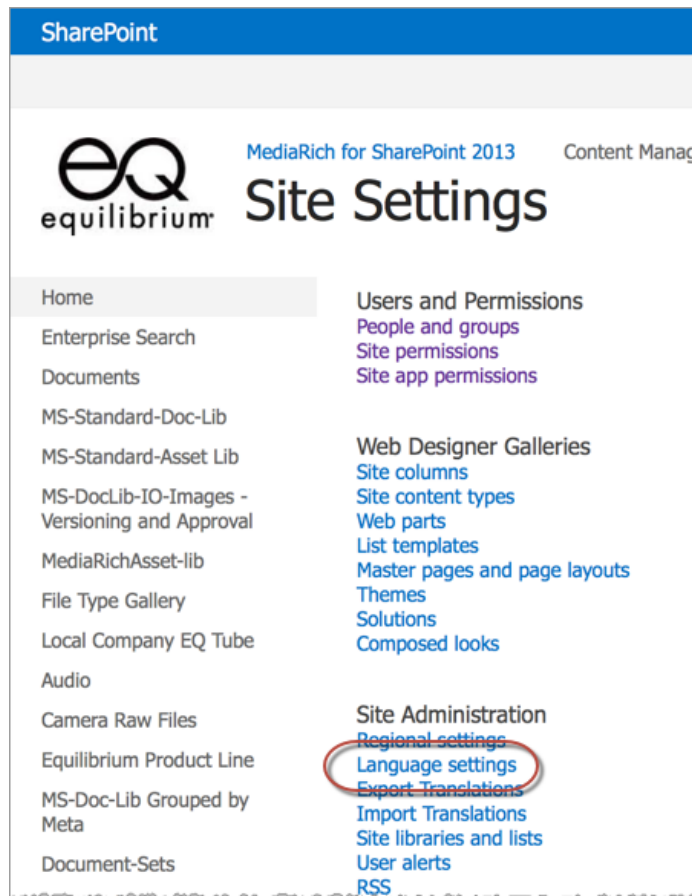 SharePoint
eQ
equilibrium
MediaRich for SharePoint 2013 Content Manag
Site Settings
Home
Enterprise Search
Documents
MS-Standard-Doc-Lib
MS-Standard-Asset Lib
MS-DocLib-IO-Images -
Versioning and Approval
MediaRichAsset-lib
File Type Gallery
Local Company EQ Tube
Audio
Camera Raw Files
Equilibrium Product Line
MS-Doc-Lib Grouped by
Meta
Document-Sets
Users and Permissions
People and groups
Site permissions
Site app permissions
Web Designer Galleries
Site columns
Site content types
Web parts
List templates
Master pages and page layouts
Themes
Solutions
Composed looks
Site Administration
Regional settings
Language settings
Export Translations
Import Translations
Site libraries and lists
User alerts
RSS